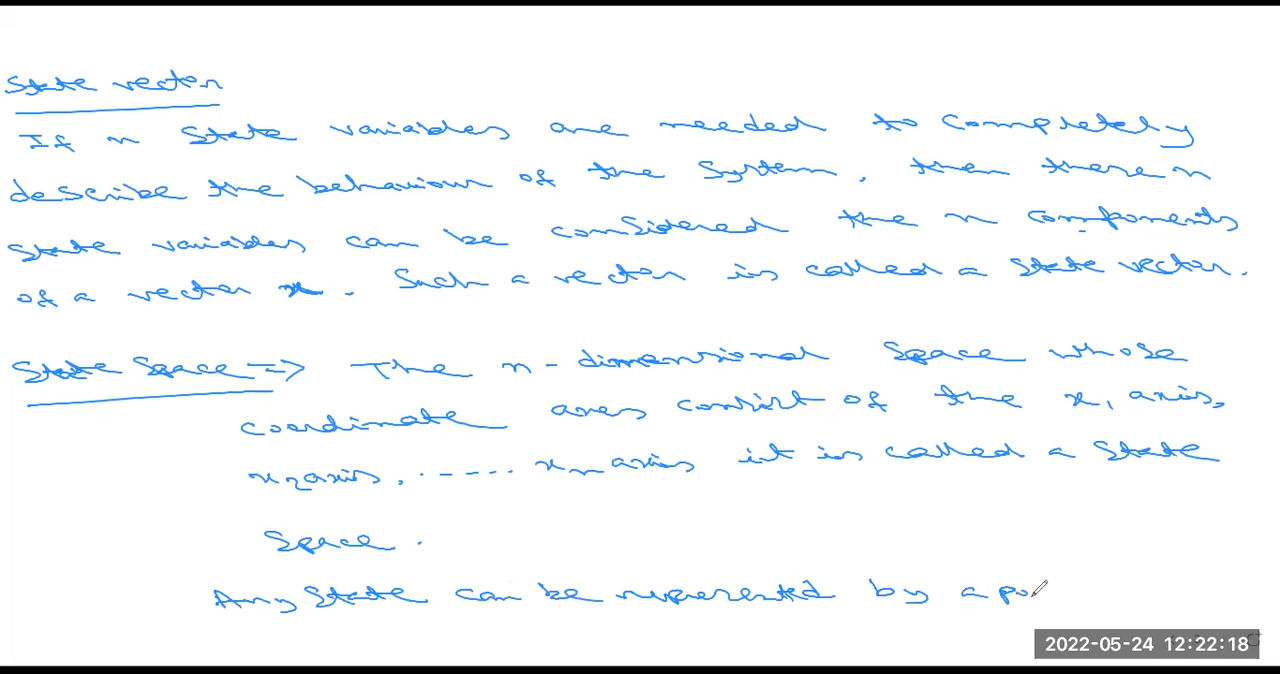 State vector
If n State variables are needed to completely
describe the behaviour of the System, then these n
State variables can be considered the n components
of a vector x. Such a vector is called a State vector.
State Space => The n-dimensional Space whose
coordinate axes consist of the x1 axis,
x2 axis, ...... xn axis it is called a State
Space.
Any State can be represented by a po
2022-05-24 12:22:18